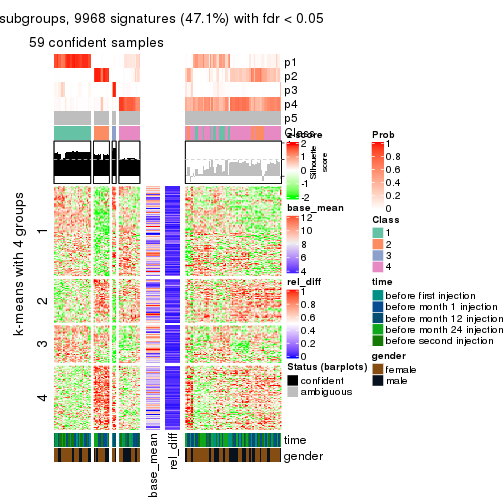 subgroups, 9968 signatures (47.1%) with fdr < 0.05
59 confident samples
p1
p2
p3
p4
p5
Class
Silhouette
score
k-means with 4 groups
1
2
3
4
base_mean
rel_diff
time
gender
z-score
2
1
0
-1
-2
base_mean
12
10
8
6
4
rel_diff
1
0.8
0.6
0.4
0.2
0
Status (barplots)
confident
ambiguous
Prob
1
0.8
0.6
0.4
0.2
0
Class
1
2
3
4
time
before first injection
before month 1 injection
before month 12 injection
before month 24 injection
before second injection
gender
female
male